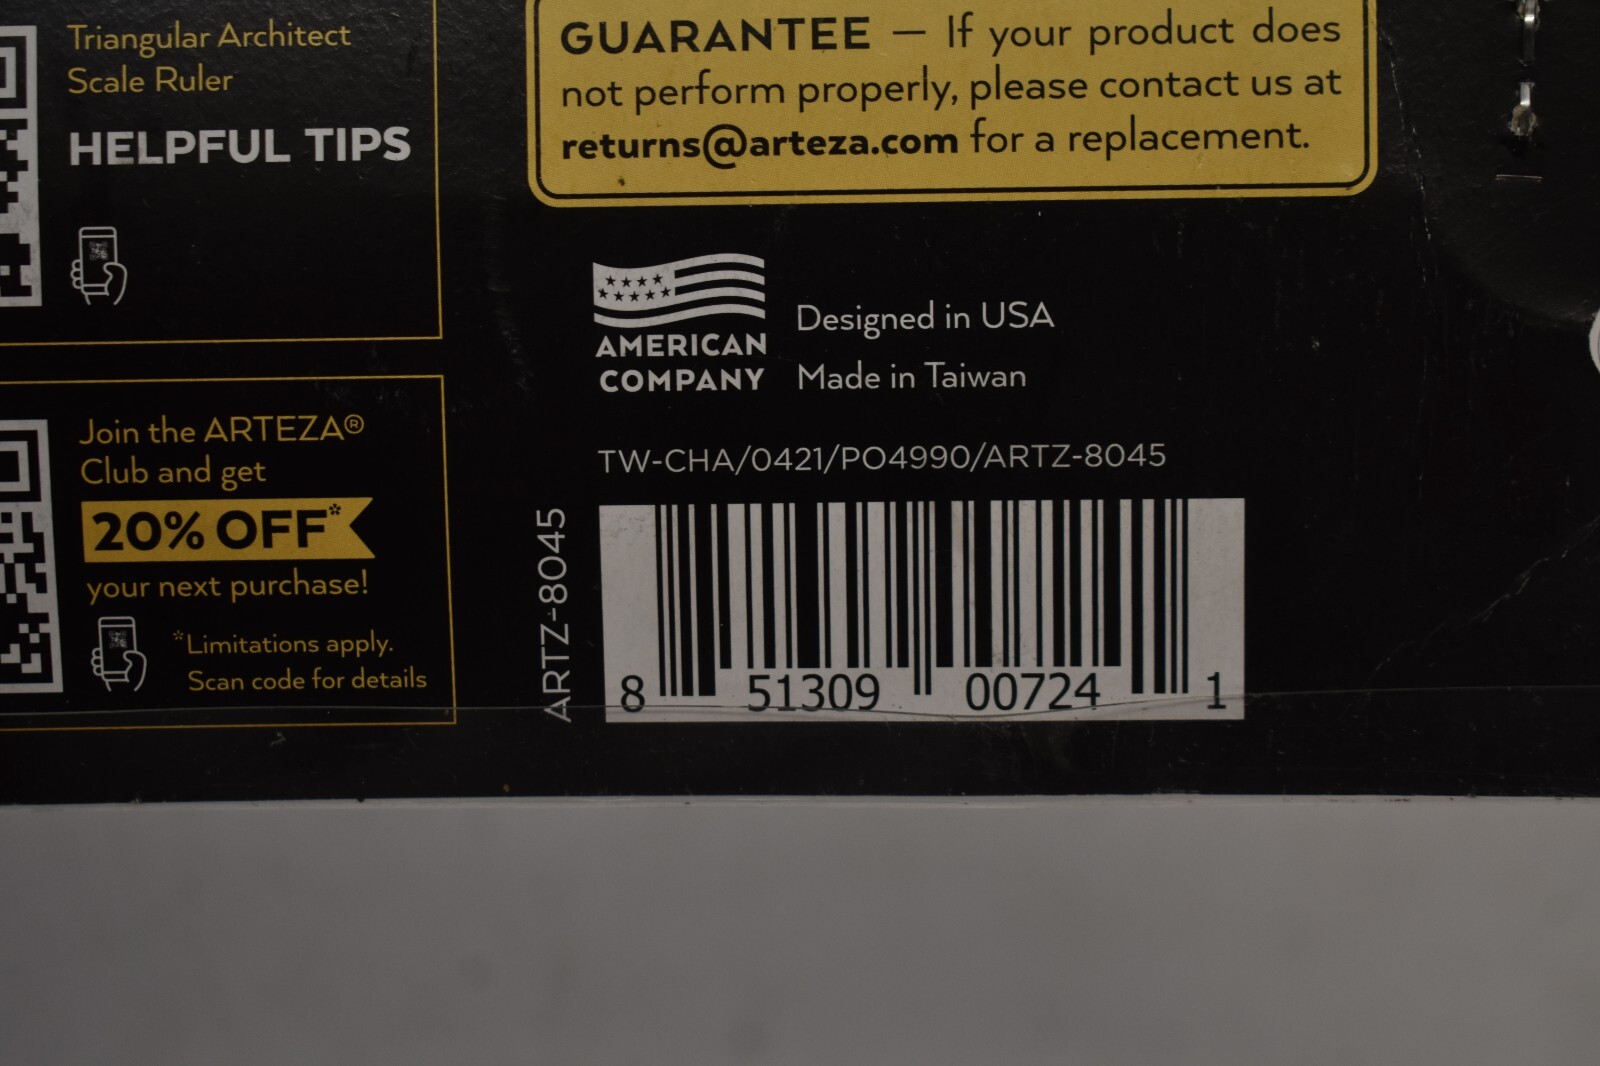 Triangular Architect
Scale Ruler
HELPFUL TIPS
GUARANTEE — If your product does
not perform properly, please contact us at
returns@arteza.com for a replacement.
AMERICAN
COMPANY
Designed in USA
Made in Taiwan
Join the ARTEZA®
Club and get
20% OFF*
your next purchase!
*Limitations apply.
Scan code for details
TW-CHA/0421/PO4990/ARTZ-8045
ARTZ-8045
8 51309 00724 1